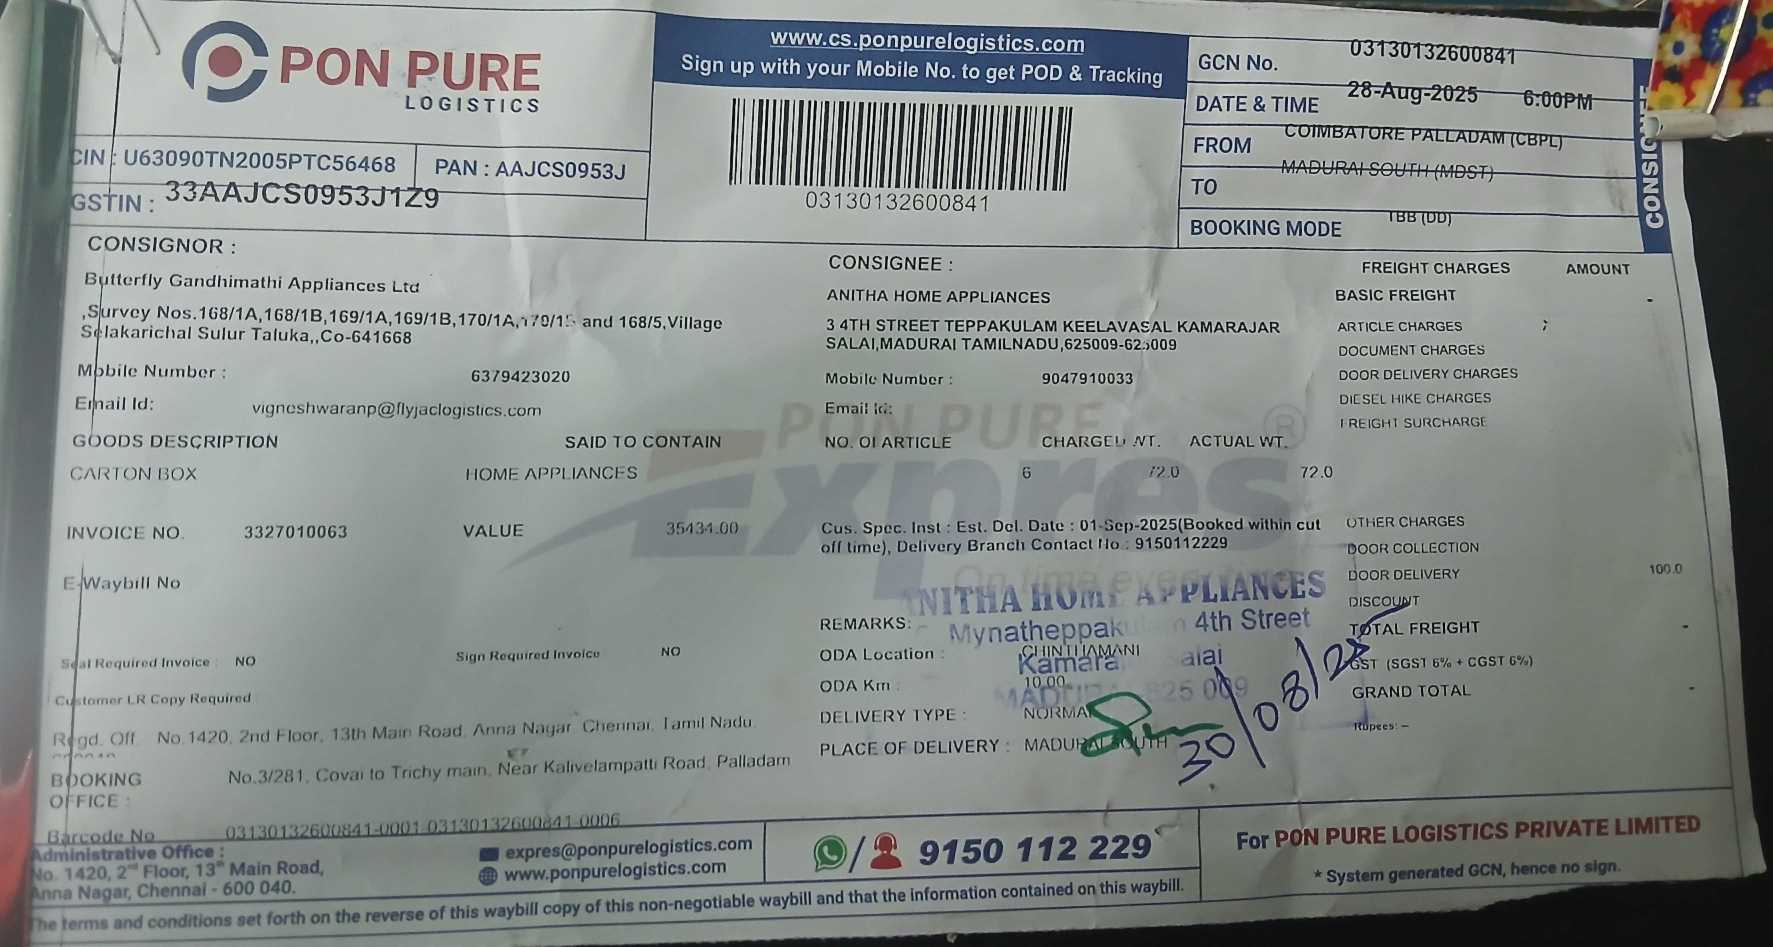 PON PURE
LOGISTICS
www.cs.ponpurelogistics.com
Sign up with your Mobile No. to get POD & Tracking
03130132600841
GCN No. 03130132600841
DATE & TIME 28-Aug-2025 6:00PM
FROM COIMBATORE PALLADAM (CBPL)
TO MADURAI SOUTH (MDST)
BOOKING MODE TBB (DD)
CIN : U63090TN2005PTC56468 PAN : AAJCS0953J
GSTIN : 33AAJCS0953J1Z9
CONSIGNOR :
Butterfly Gandhimathi Appliances Ltd
,Survey Nos.168/1A,168/1B,169/1A,169/1B,170/1A, and 168/5,Village
Selakarichal Sulur Taluka,,Co-641668
Mobile Number : 6379423020
Email Id: vigneshwaranp@flyjaclogistics.com
CONSIGNEE :
ANITHA HOME APPLIANCES
3 4TH STREET TEPPAKULAM KEELAVASAL KAMARAJAR
SALAI,MADURAI TAMILNADU,625009-625009
Mobile Number : 9047910033
Email Id:
FREIGHT CHARGES AMOUNT
BASIC FREIGHT -
ARTICLE CHARGES
DOCUMENT CHARGES
DOOR DELIVERY CHARGES
DIESEL HIKE CHARGES
FREIGHT SURCHARGE
PON PURE
Expres
GOODS DESCRIPTION SAID TO CONTAIN NO. OF ARTICLE CHARGED WT. ACTUAL WT.
CARTON BOX HOME APPLIANCES 6 72.0 72.0
INVOICE NO. 3327010063 VALUE 35434.00
Cus. Spec. Inst : Est. Del. Date : 01-Sep-2025(Booked within cut
off time), Delivery Branch Contact No : 9150112229
OTHER CHARGES
DOOR COLLECTION
DOOR DELIVERY 100.0
DISCOUNT
TOTAL FREIGHT -
GST (SGST 6% + CGST 6%)
GRAND TOTAL -
Rupees: –
E-Waybill No
On time every
ANITHA HOME APPLIANCES
Mynatheppakulam 4th Street
Kamara alai
MADURAI 625 009
REMARKS:
ODA Location : CHINTHAMANI
ODA Km : 10.00
DELIVERY TYPE : NORMAL
PLACE OF DELIVERY : MADURAI SOUTH
30/08/25
Seal Required Invoice : NO Sign Required Invoice NO
Customer LR Copy Required
Regd. Off. No.1420, 2nd Floor, 13th Main Road, Anna Nagar, Chennai, Tamil Nadu
BOOKING OFFICE : No.3/281, Covai to Trichy main, Near Kalivelampatti Road, Palladam
Barcode No 03130132600841-0001 03130132600841-0006
Administrative Office :
No. 1420, 2nd Floor, 13th Main Road,
Anna Nagar, Chennai - 600 040.
expres@ponpurelogistics.com
www.ponpurelogistics.com
9150 112 229
For PON PURE LOGISTICS PRIVATE LIMITED
* System generated GCN, hence no sign.
The terms and conditions set forth on the reverse of this waybill copy of this non-negotiable waybill and that the information contained on this waybill.